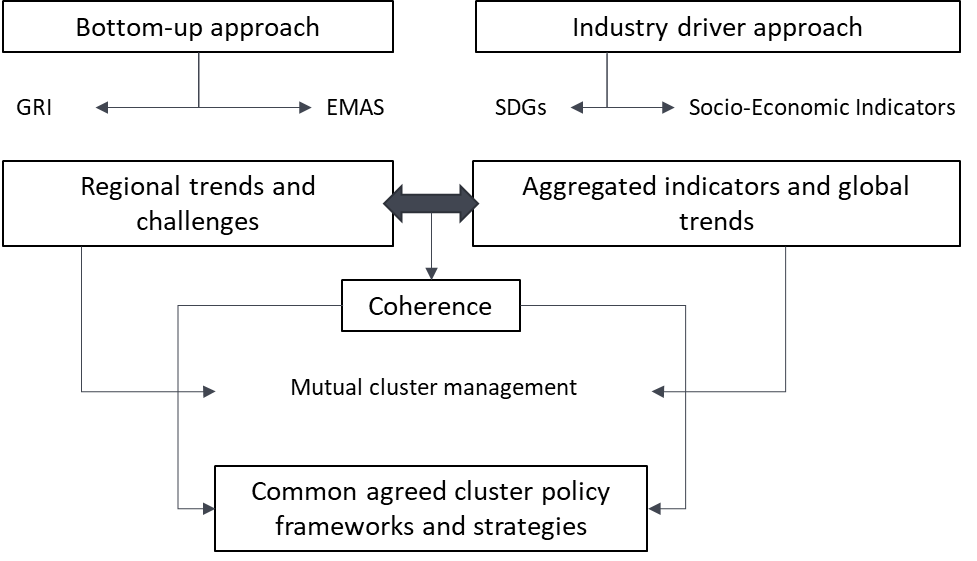 Bottom-up approach
Industry driver approach
GRI
EMAS
SDGs
Socio-Economic Indicators
Regional trends and
challenges
Aggregated indicators and global
trends
Coherence
Mutual cluster management
Common agreed cluster policy
frameworks and strategies